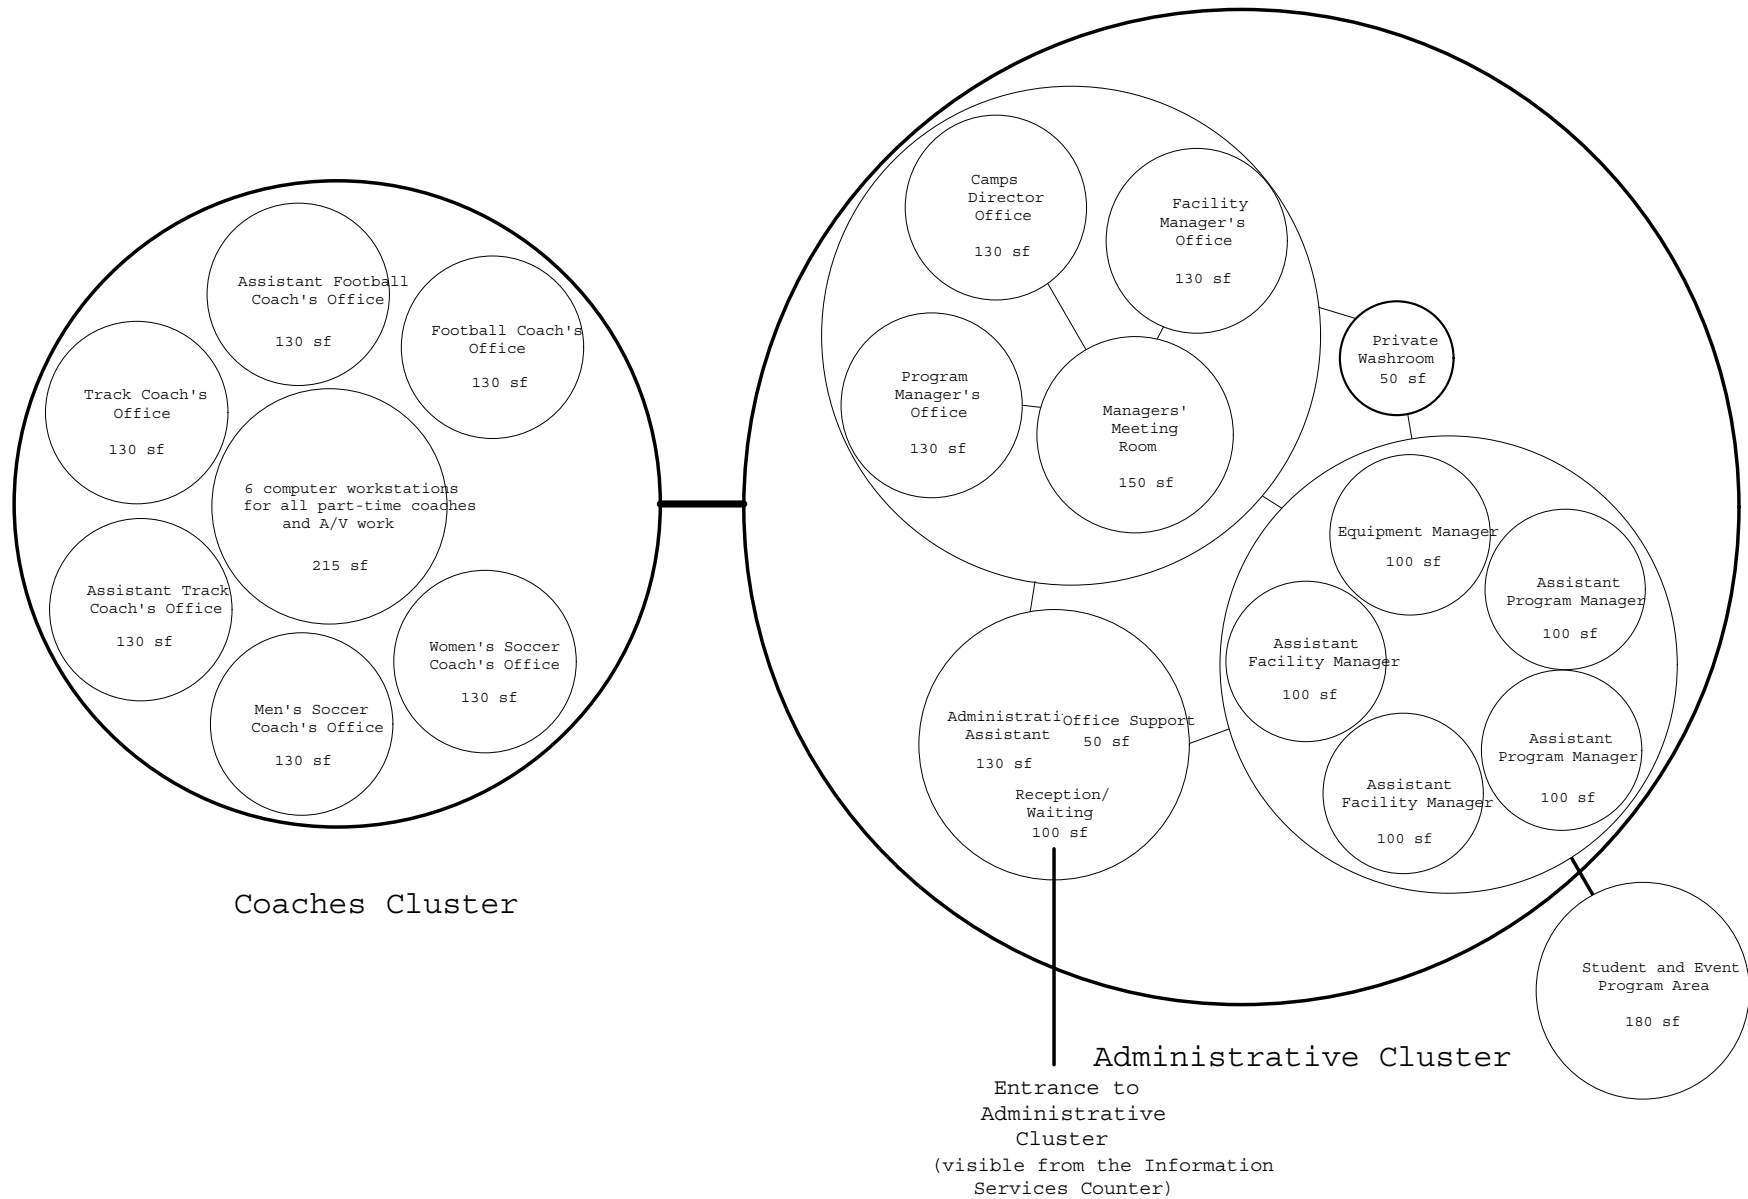 Assistant Football
Coach's Office
130 sf
Football Coach's
Office
130 sf
Track Coach's
Office
130 sf
6 computer workstations
for all part-time coaches
and A/V work
215 sf
Assistant Track
Coach's Office
130 sf
Women's Soccer
Coach's Office
130 sf
Men's Soccer
Coach's Office
130 sf
Coaches Cluster
Camps
Director
Office
130 sf
Facility
Manager's
Office
130 sf
Program
Manager's
Office
130 sf
Managers'
Meeting
Room
150 sf
Private
Washroom
50 sf
Equipment Manager
100 sf
Assistant
Program Manager
100 sf
Assistant
Facility Manager
100 sf
Assistant
Program Manager
100 sf
Assistant
Facility Manager
100 sf
Administrati
Assistant
130 sf
Office Support
50 sf
Reception/
Waiting
100 sf
Student and Event
Program Area
180 sf
Administrative Cluster
Entrance to
Administrative
Cluster
(visible from the Information
Services Counter)